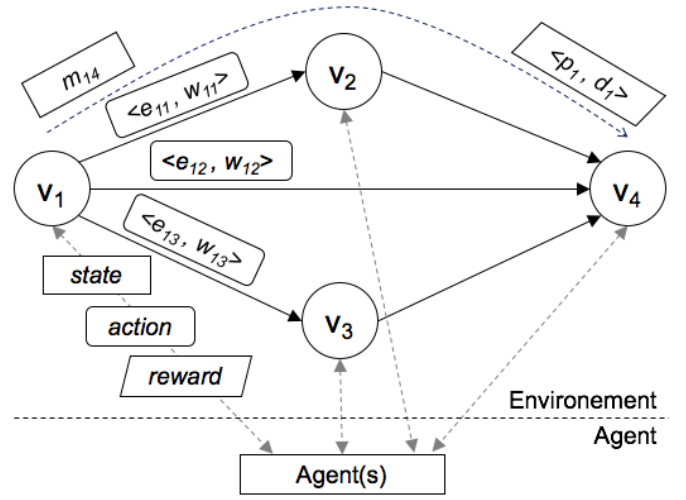 m14
<p1, d1>
<e11, w11>
v2
<e12, w12>
v1
v4
<e13, w13>
state
action
v3
reward
Environement
Agent
Agent(s)